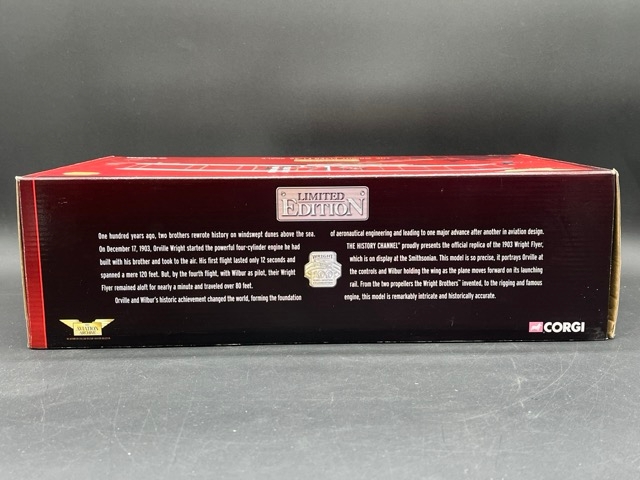 LIMITED
EDITION
One hundred years ago, two brothers rewrote history on windswept dunes above the sea.
On December 17, 1903, Orville Wright started the powerful four-cylinder engine he had
built with his brother and took to the air. His first flight lasted only 12 seconds and
spanned a mere 120 feet. But, by the fourth flight, with Wilbur as pilot, their Wright
Flyer remained aloft for nearly a minute and traveled over 80 feet.
Orville and Wilbur's historic achievement changed the world, forming the foundation
of aeronautical engineering and leading to one major advance after another in aviation design.
THE HISTORY CHANNEL® proudly presents the official replica of the 1903 Wright Flyer,
which is on display at the Smithsonian. This model is so precise, it portrays Orville at
the controls and Wilbur holding the wing as the plane moves forward on its launching
rail. From the two propellers the Wright Brothers™ invented, to the rigging and famous
engine, this model is remarkably intricate and historically accurate.
WRIGHT
AVIATION
ARCHIVE
CORGI